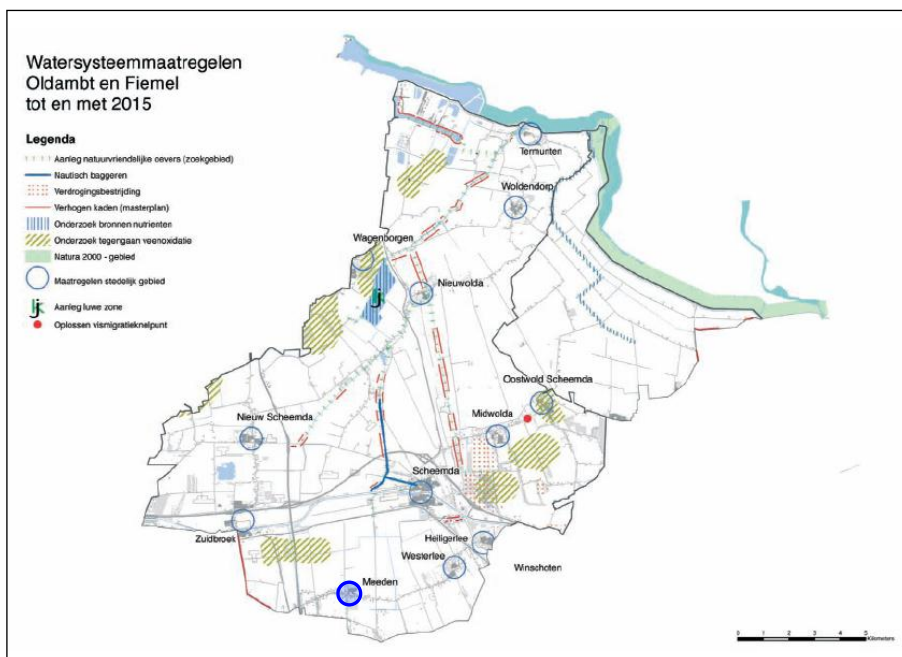 Watersysteemmaatregelen
Oldambt en Fiemel
tot en met 2015
Legenda
Aanleg natuurvriendelijke oevers (zoekgebied)
Nautisch baggeren
Verdrogingsbestrijding
Verhogen kaden (masterplan)
Onderzoek bronnen nutrienten
Onderzoek tegengaan veenoxidatie
Natura 2000 - gebied
Maatregelen stedelijk gebied
Aanleg luwe zone
Oplossen vismigratieknelpunt
Termunten
Woldendorp
Wagenborgen
Nieuwolda
Oostwold Scheemda
Nieuw Scheemda
Midwolda
Scheemda
Zuidbroek
Heiligerlee
Westerlee
Winschoten
Meeden
0 1 2 3 4 5
Kilometers